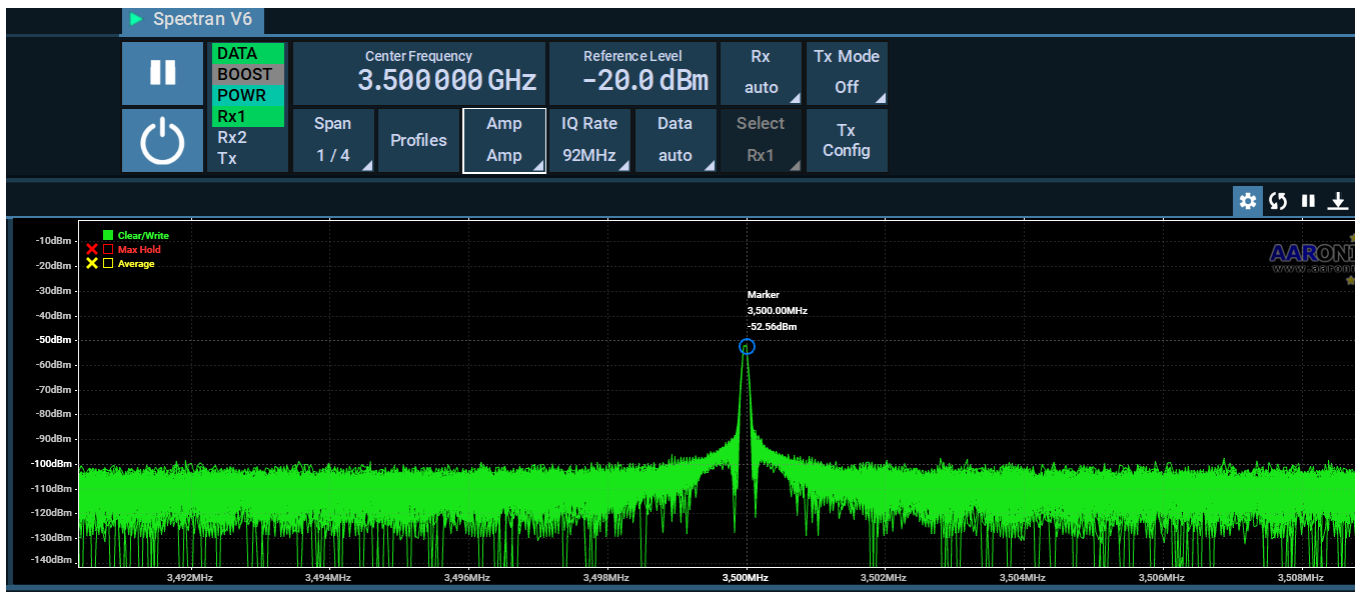 Spectran V6
DATA
BOOST
POWR
Rx1
Rx2
Tx
Center Frequency
3.500000 GHz
Reference Level
-20.0 dBm
Rx
auto
Tx Mode
Off
Span
1 / 4
Profiles
Amp
Amp
IQ Rate
92MHz
Data
auto
Select
Rx1
Tx
Config
Clear/Write
Max Hold
Average
-10dBm
-20dBm
-30dBm
-40dBm
-50dBm
-60dBm
-70dBm
-80dBm
-90dBm
-100dBm
-110dBm
-120dBm
-130dBm
-140dBm
Marker
3,500.00MHz
-52.56dBm
AARONI
www.aaroni
3,492MHz
3,494MHz
3,496MHz
3,498MHz
3,500MHz
3,502MHz
3,504MHz
3,506MHz
3,508MHz